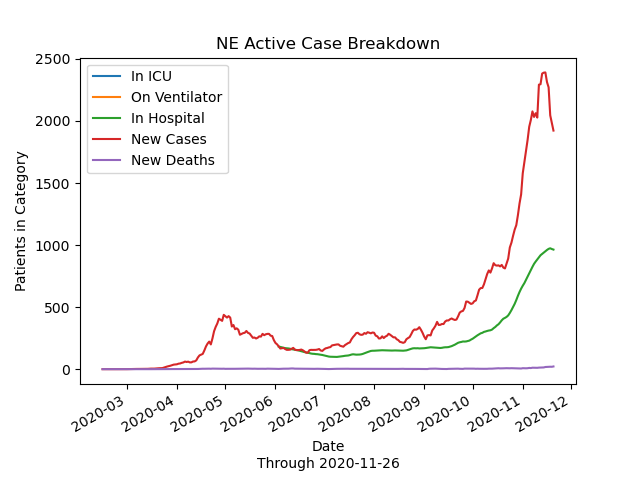 NE Active Case Breakdown
Patients in Category
2500
2000
1500
1000
500
0
In ICU
On Ventilator
In Hospital
New Cases
New Deaths
2020-03
2020-04
2020-05
2020-06
2020-07
2020-08
2020-09
2020-10
2020-11
2020-12
Date
Through 2020-11-26